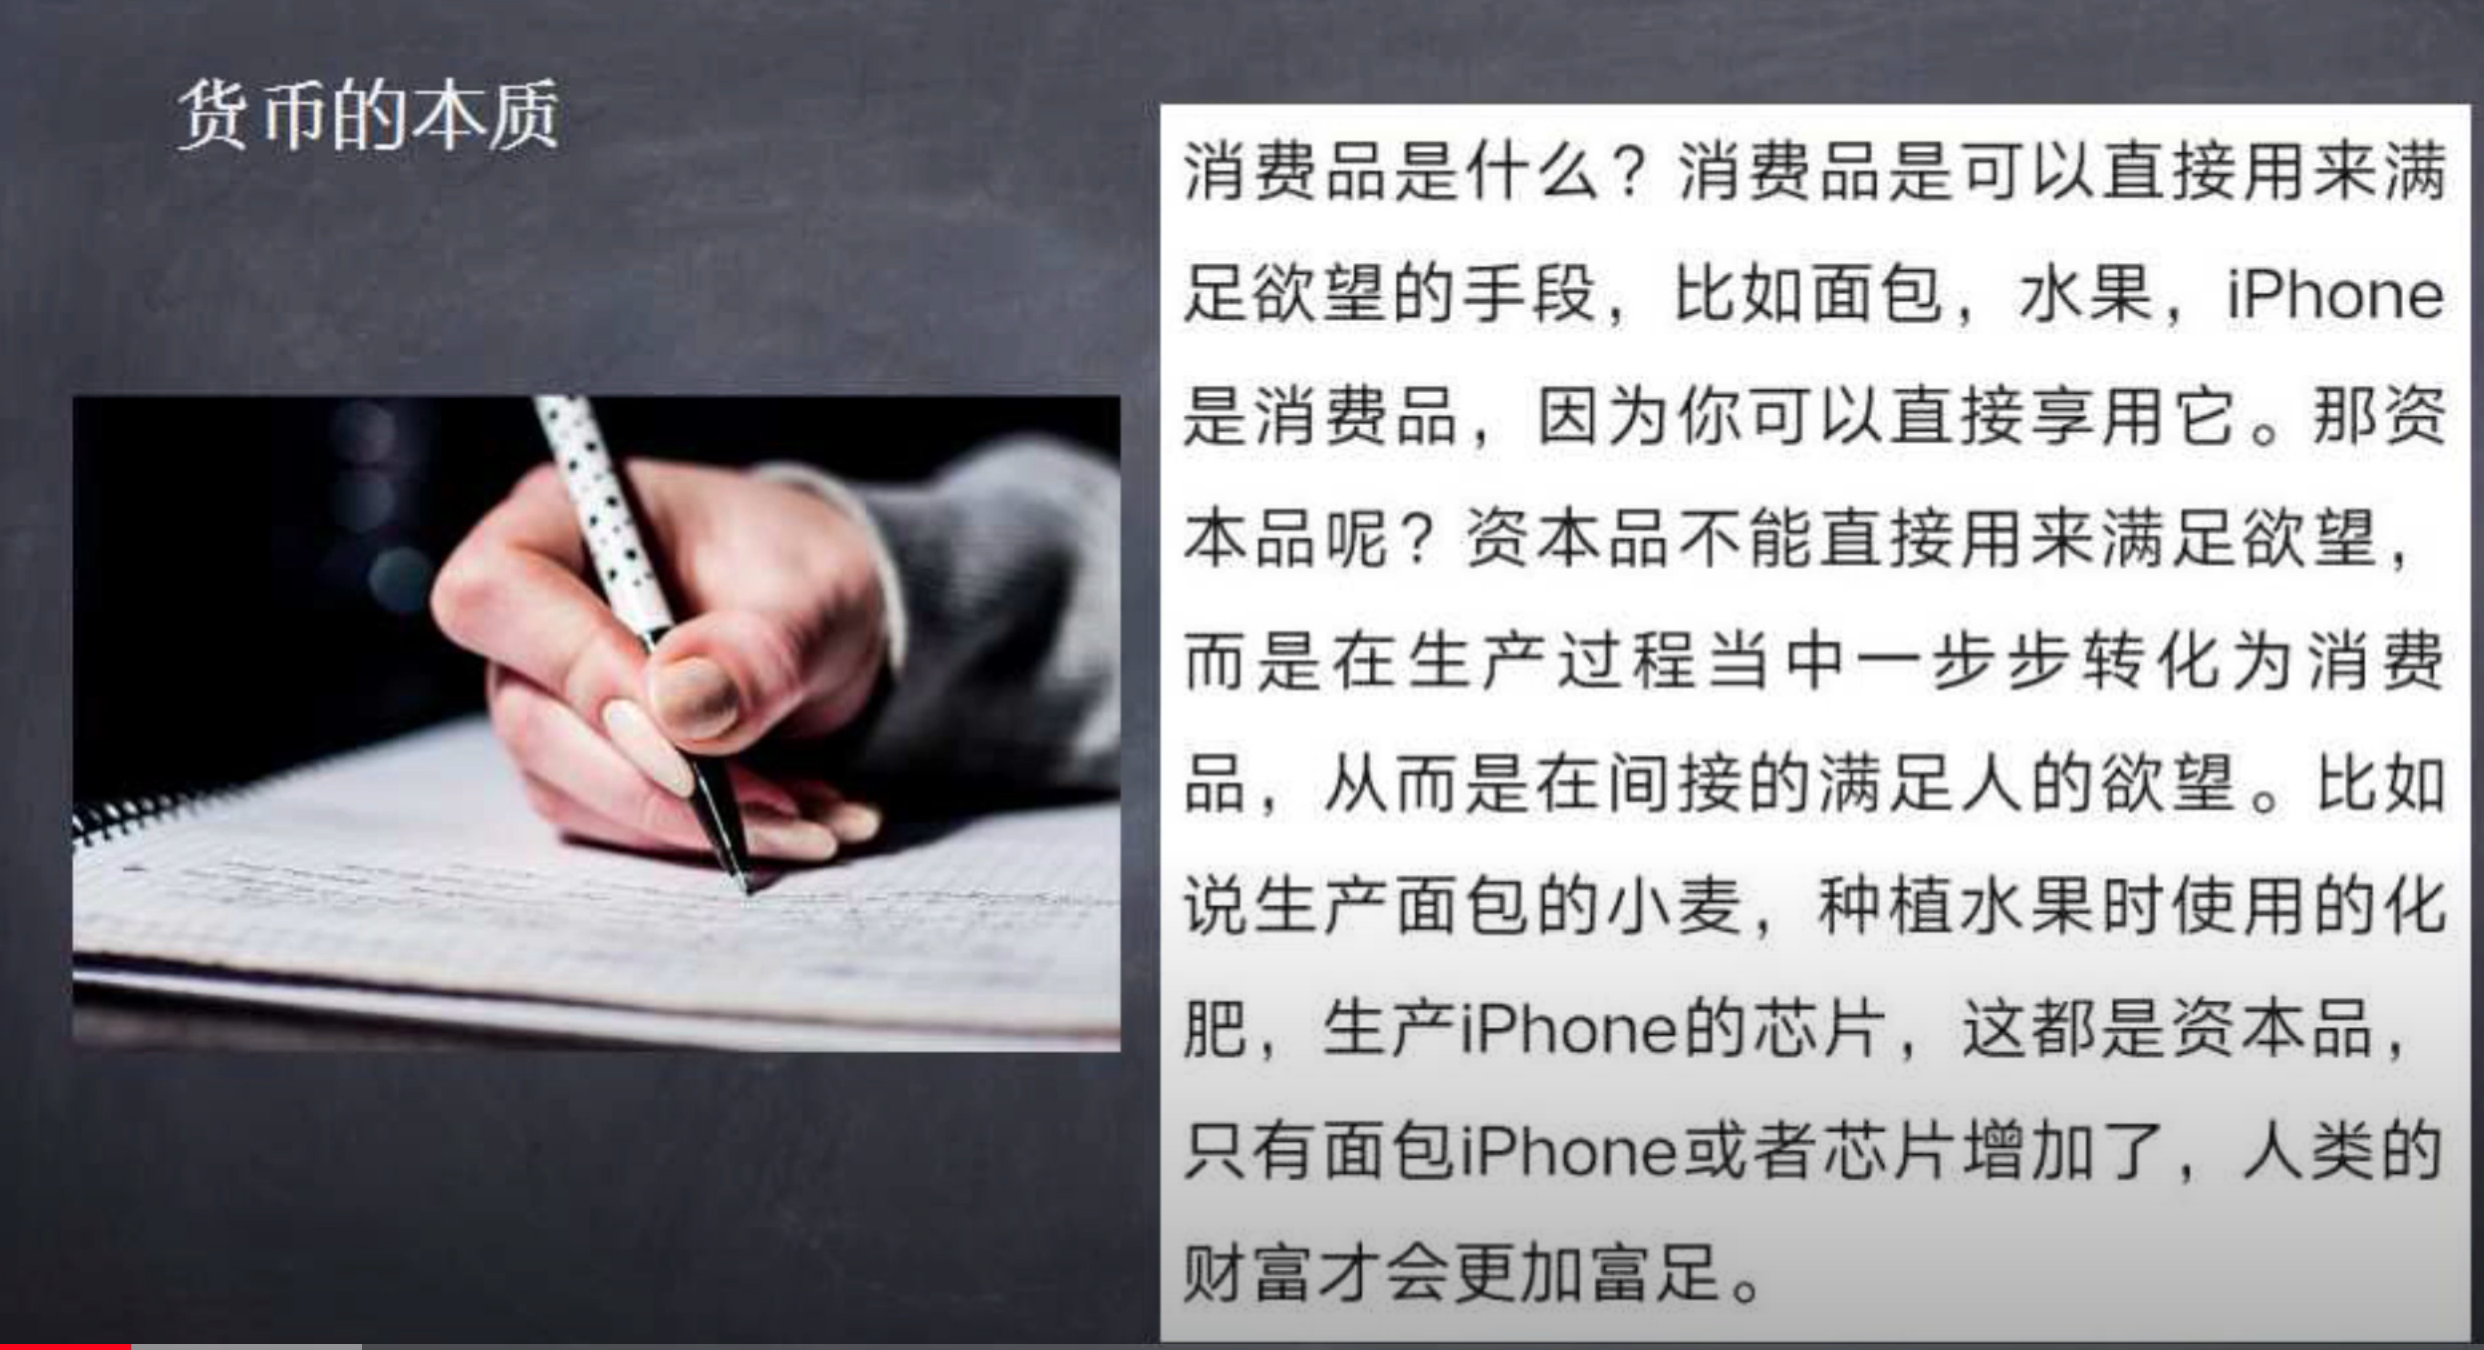 货币的本质
消费品是什么？消费品是可以直接用来满
足欲望的手段，比如面包，水果，iPhone
是消费品，因为你可以直接享用它。那资
本品呢？资本品不能直接用来满足欲望，
而是在生产过程当中一步步转化为消费
品，从而是在间接的满足人的欲望。比如
说生产面包的小麦，种植水果时使用的化
肥，生产iPhone的芯片，这都是资本品，
只有面包iPhone或者芯片增加了，人类的
财富才会更加富足。